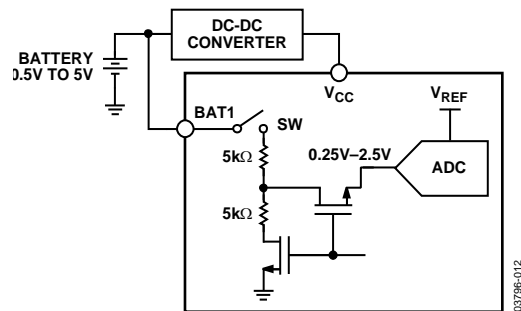 DC-DC
CONVERTER
BATTERY
0.5V TO 5V
BAT1
SW
VCC
VREF
5kΩ
0.25V–2.5V
ADC
5kΩ
03796-012